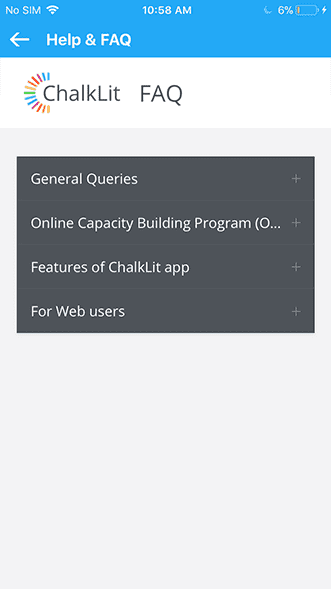 No SIM 10:58 AM 6%
Help & FAQ
ChalkLit FAQ
General Queries
Online Capacity Building Program (O...
Features of ChalkLit app
For Web users